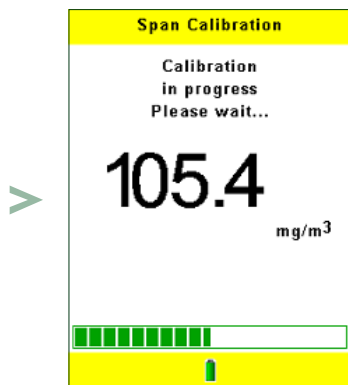 Span Calibration
Calibration
in progress
Please wait...
>
105.4
mg/m3